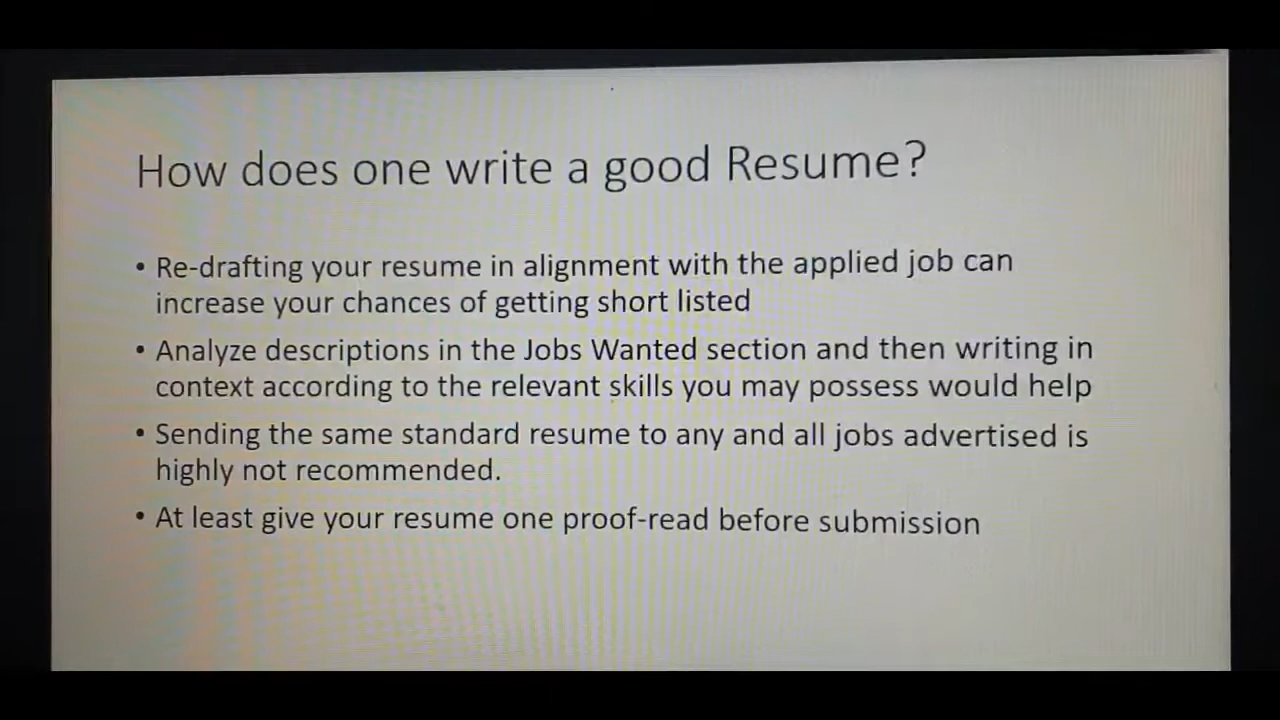 How does one write a good Resume?
• Re-drafting your resume in alignment with the applied job can
increase your chances of getting short listed
• Analyze descriptions in the Jobs Wanted section and then writing in
context according to the relevant skills you may possess would help
• Sending the same standard resume to any and all jobs advertised is
highly not recommended.
• At least give your resume one proof-read before submission